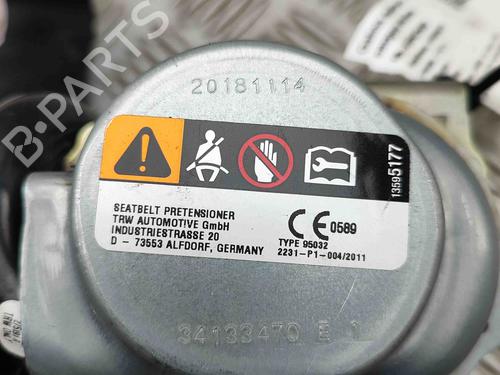 20181114
13595177
SEATBELT PRETENSIONER
TRW AUTOMOTIVE GmbH
INDUSTRIESTRASSE 20
D - 73553 ALFDORF, GERMANY
CE 0589
TYPE 95032
2231-P1-004/2011
34133470 E
B-PARTS